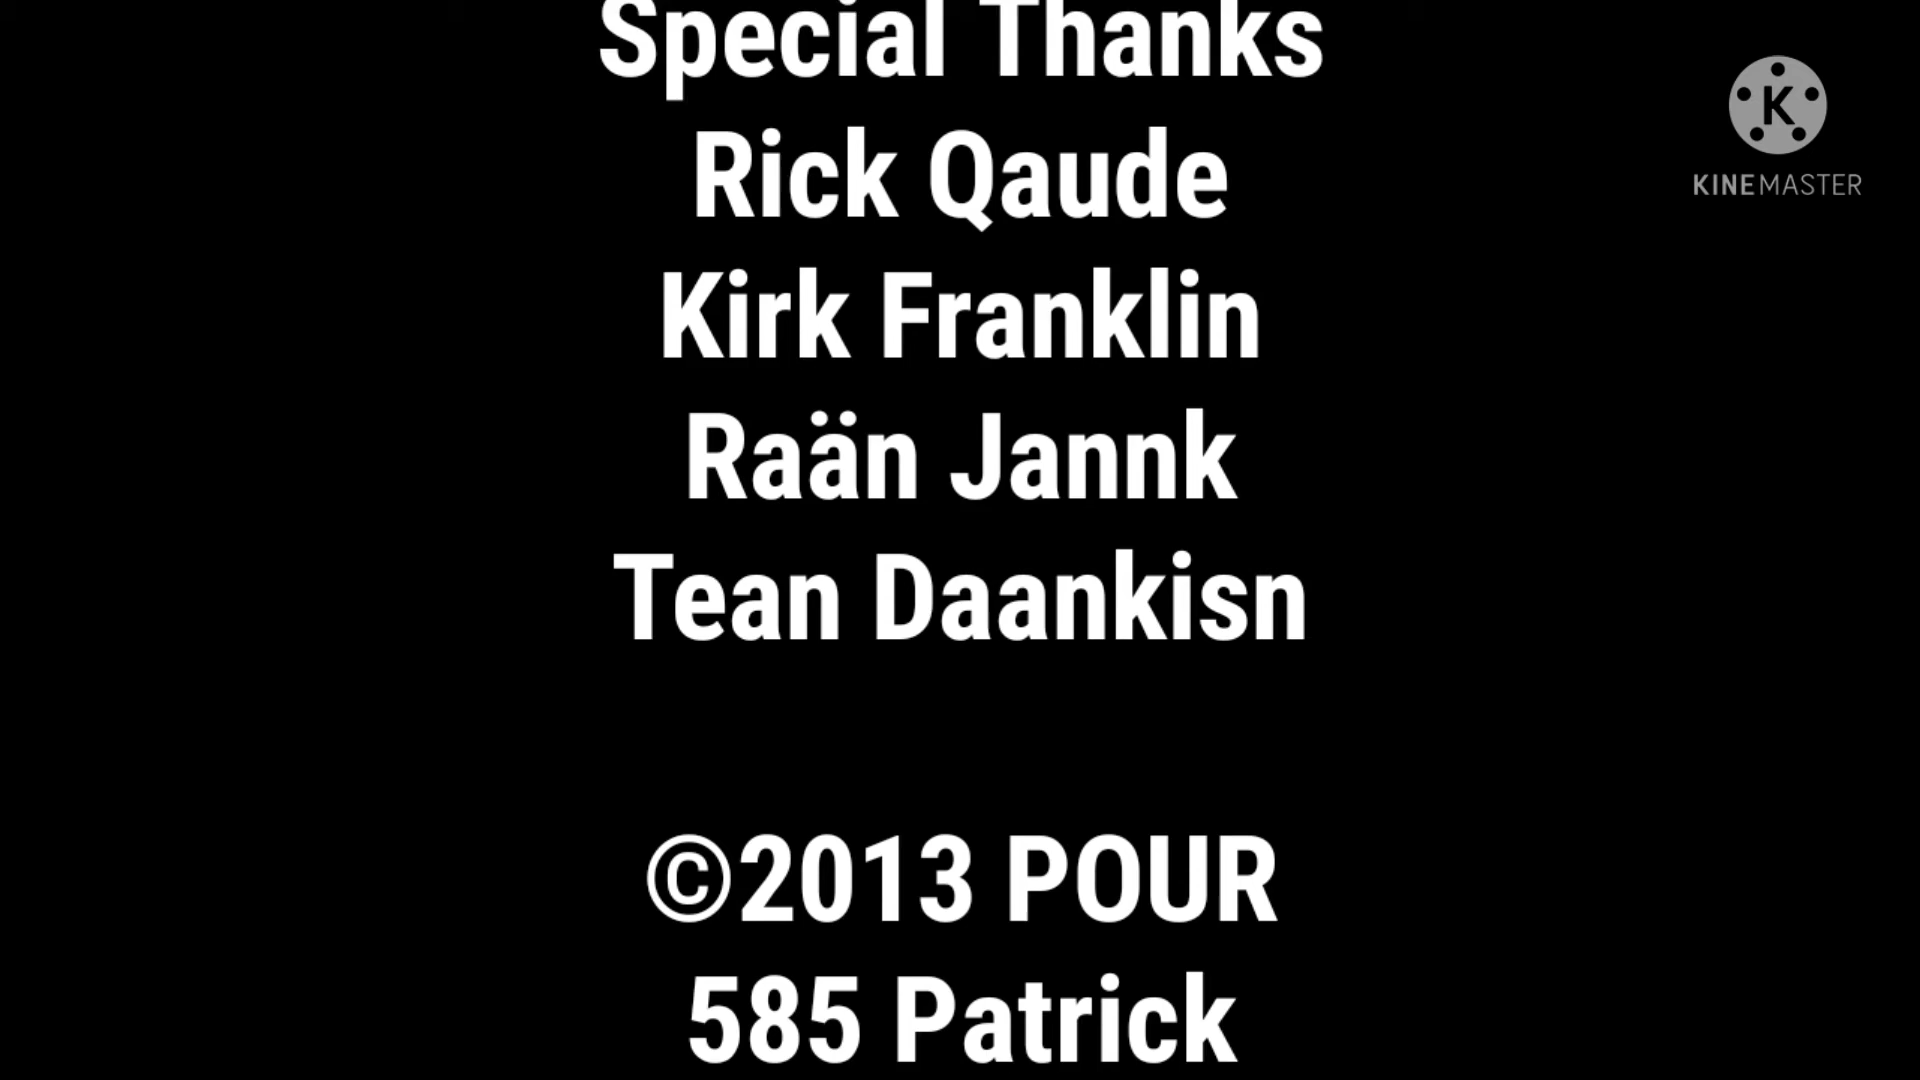 Special Thanks
Rick Qaude
Kirk Franklin
Raän Jannk
Tean Daankisn
©2013 POUR
585 Patrick
K
KINEMASTER